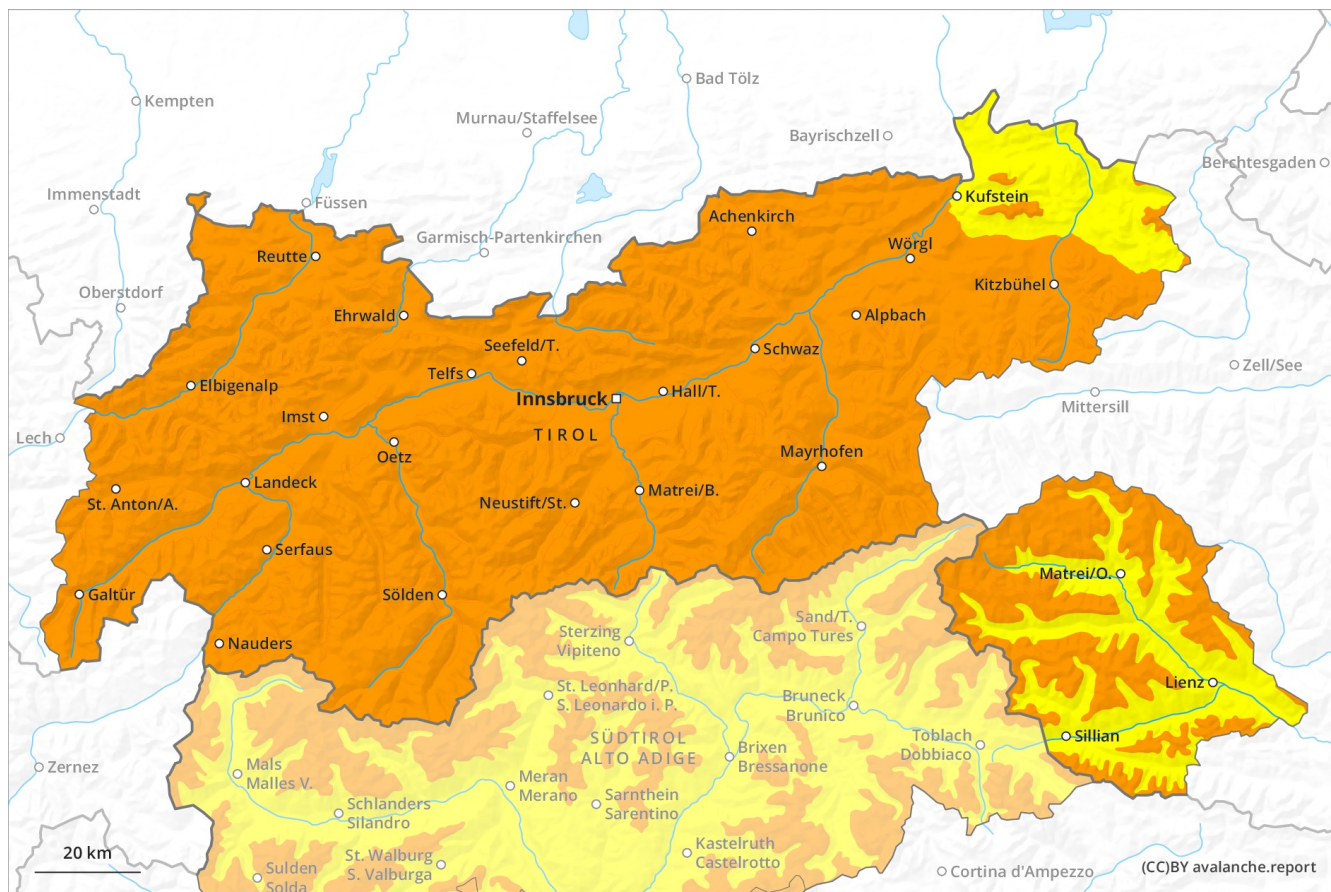 Bad Tölz
Kempten
Murnau/Staffelsee
Bayrischzell
Berchtesgaden
Immenstadt
Füssen
Kufstein
Achenkirch
Garmisch-Partenkirchen
Wörgl
Reutte
Kitzbühel
Oberstdorf
Ehrwald
Alpbach
Seefeld/T.
Schwaz
Zell/See
Telfs
Elbigenalp
Hall/T.
Innsbruck
Mittersill
Imst
TIROL
Lech
Oetz
Mayrhofen
Landeck
Matrei/B.
St. Anton/A.
Neustift/St.
Serfaus
Matrei/O.
Galtür
Sölden
Sand/T.
Campo Tures
Sterzing
Vipiteno
Nauders
Lienz
St. Leonhard/P.
S. Leonardo i. P.
Bruneck
Brunico
Sillian
Toblach
Dobbiaco
SÜDTIROL
ALTO ADIGE
Brixen
Bressanone
Zernez
Mals
Malles V.
Meran
Merano
Sarnthein
Sarentino
Schlanders
Silandro
Kastelruth
Castelrotto
20 km
St. Walburg
S. Valburga
Sulden
Solda
Cortina d'Ampezzo
(CC)BY avalanche.report